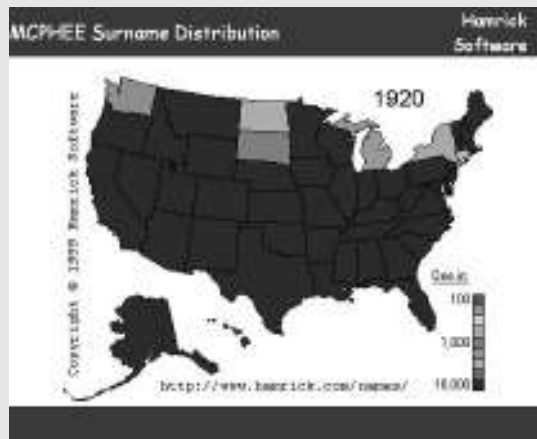 MCPHEE Surname Distribution
Hamrick
Software
1920
Copyright © 1999 Hamrick Software
One in
100
1,000
10,000
http://www.hamrick.com/names/